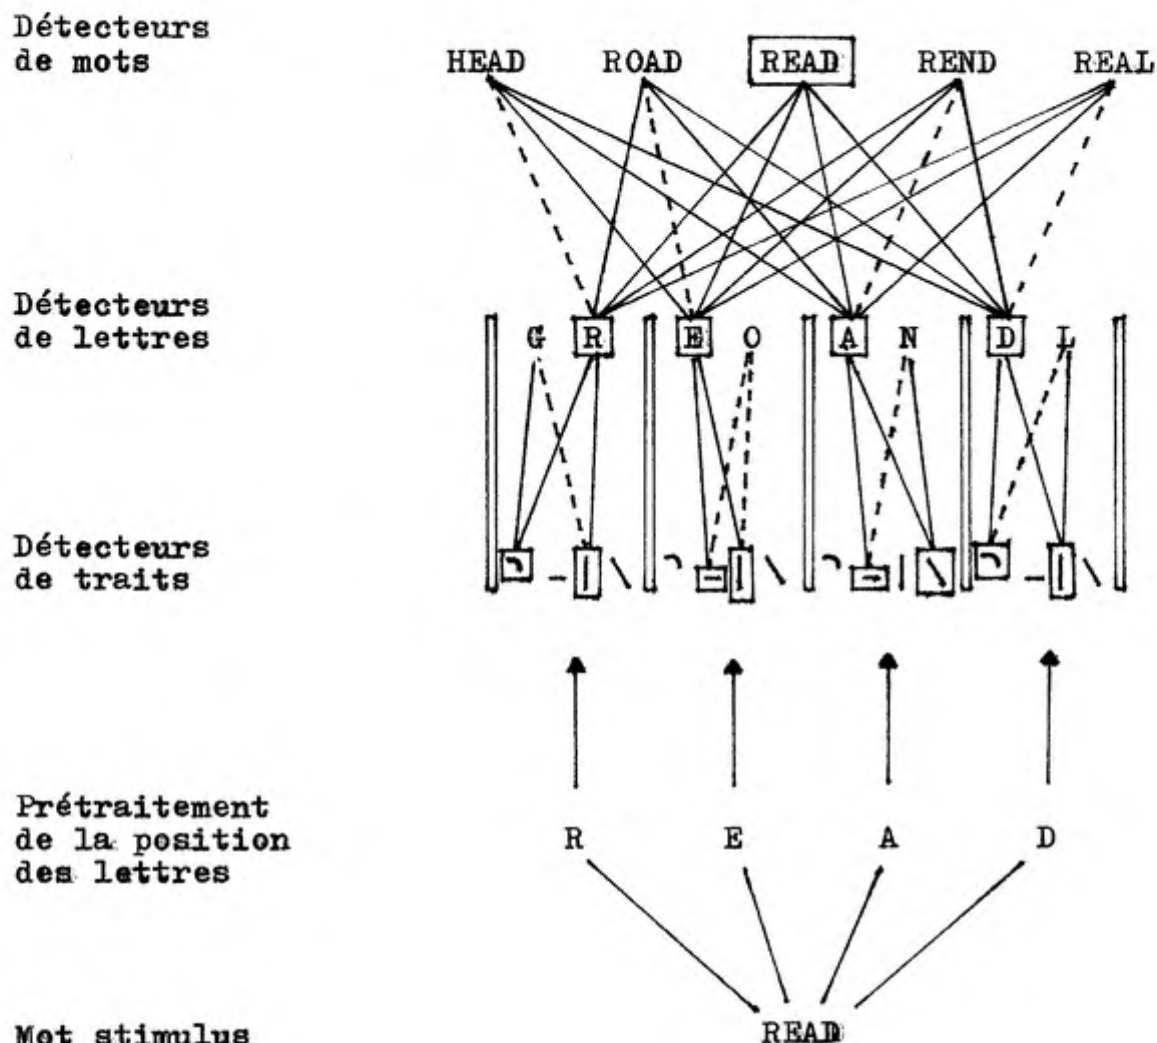 Détecteurs
de mots
HEAD ROAD READ REND REAL
Détecteurs
de lettres
G R E O A N D L
Détecteurs
de traits
Prétraitement
de la position
des lettres
R E A D
Mot stimulus
READ